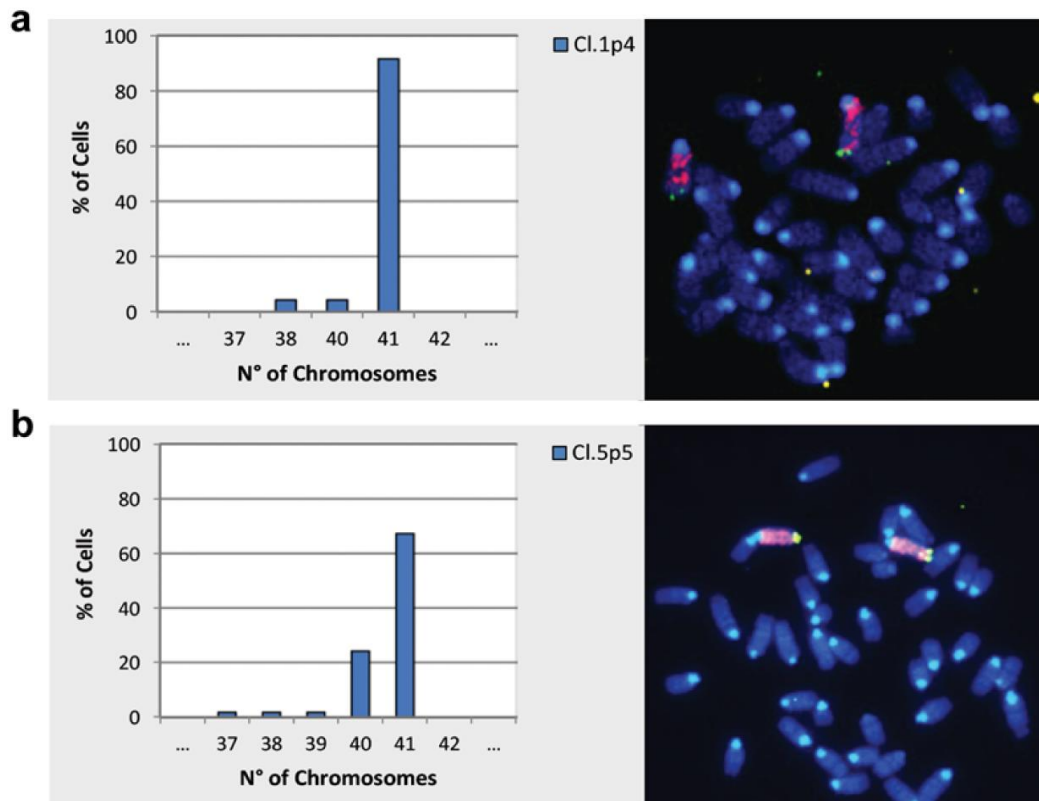 a
100
80
60
40
20
0
% of Cells
... 37 38 40 41 42 ...
N° of Chromosomes
Cl.1p4
b
100
80
60
40
20
0
% of Cells
... 37 38 39 40 41 42 ...
N° of Chromosomes
Cl.5p5